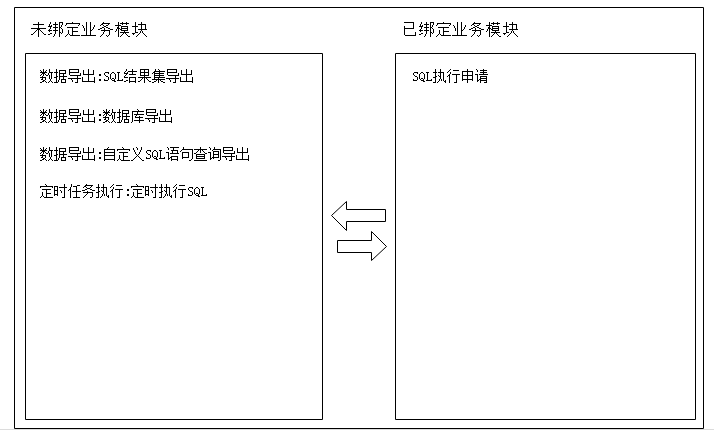 未绑定业务模块
已绑定业务模块
数据导出:SQL结果集导出
数据导出:数据库导出
数据导出:自定义SQL语句查询导出
定时任务执行:定时执行SQL
SQL执行申请